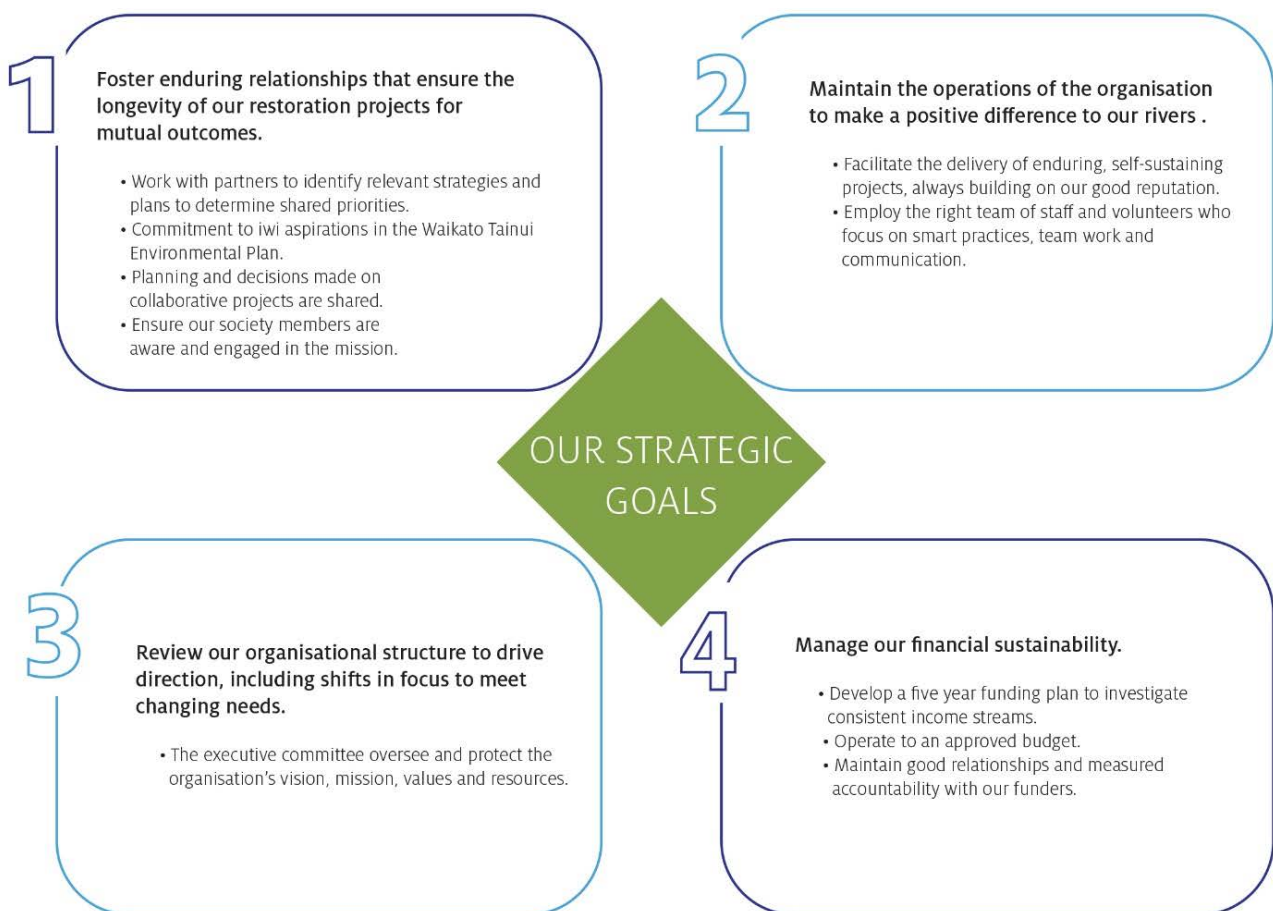 1
Foster enduring relationships that ensure the
longevity of our restoration projects for
mutual outcomes.
• Work with partners to identify relevant strategies and
plans to determine shared priorities.
• Commitment to iwi aspirations in the Waikato Tainui
Environmental Plan.
• Planning and decisions made on
collaborative projects are shared.
• Ensure our society members are
aware and engaged in the mission.
2
Maintain the operations of the organisation
to make a positive difference to our rivers .
• Facilitate the delivery of enduring, self-sustaining
projects, always building on our good reputation.
• Employ the right team of staff and volunteers who
focus on smart practices, team work and
communication.
OUR STRATEGIC
GOALS
3
Review our organisational structure to drive
direction, including shifts in focus to meet
changing needs.
• The executive committee oversee and protect the
organisation's vision, mission, values and resources.
4
Manage our financial sustainability.
• Develop a five year funding plan to investigate
consistent income streams.
• Operate to an approved budget.
• Maintain good relationships and measured
accountability with our funders.